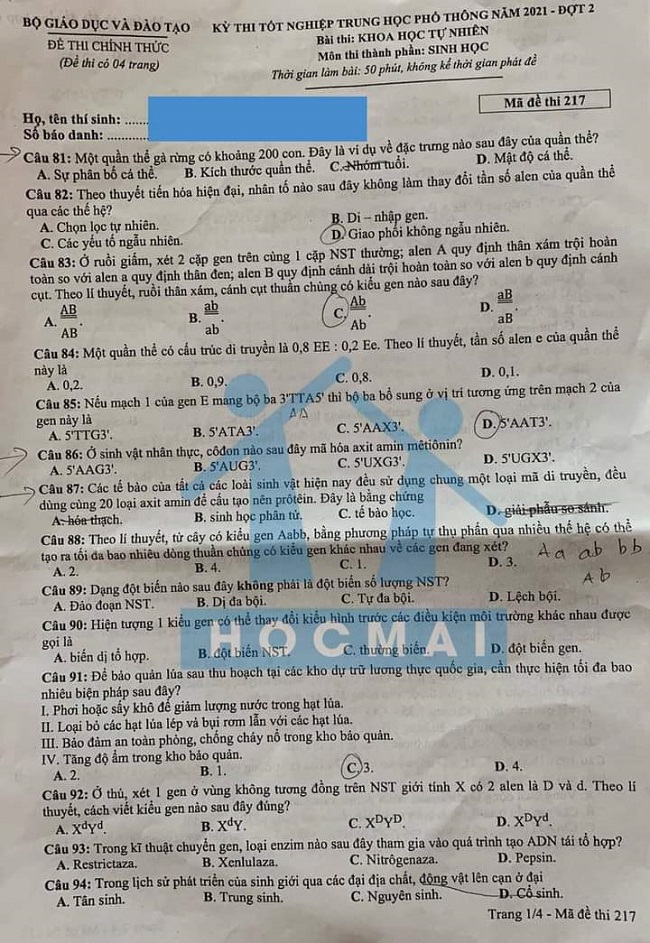 BỘ GIÁO DỤC VÀ ĐÀO TẠO
ĐỀ THI CHÍNH THỨC
(Đề thi có 04 trang)
KỲ THI TỐT NGHIỆP TRUNG HỌC PHỔ THÔNG NĂM 2021 - ĐỢT 2
Bài thi: KHOA HỌC TỰ NHIÊN
Môn thi thành phần: SINH HỌC
Thời gian làm bài: 50 phút, không kể thời gian phát đề
Họ, tên thí sinh: ......
Số báo danh: ............
Mã đề thi 217
Câu 81: Một quần thể gà rừng có khoảng 200 con. Đây là ví dụ về đặc trưng nào sau đây của quần thể?
A. Sự phân bố cá thể. B. Kích thước quần thể. C. Nhóm tuổi. D. Mật độ cá thể.
Câu 82: Theo thuyết tiến hóa hiện đại, nhân tố nào sau đây không làm thay đổi tần số alen của quần thể
qua các thế hệ?
A. Chọn lọc tự nhiên. B. Di – nhập gen.
C. Các yếu tố ngẫu nhiên. D. Giao phối không ngẫu nhiên.
Câu 83: Ở ruồi giấm, xét 2 cặp gen trên cùng 1 cặp NST thường; alen A quy định thân xám trội hoàn
toàn so với alen a quy định thân đen; alen B quy định cánh dài trội hoàn toàn so với alen b quy định cánh
cụt. Theo lí thuyết, ruồi thân xám, cánh cụt thuần chủng có kiểu gen nào sau đây?
A. AB/AB. B. ab/ab. C. Ab/Ab. D. aB/aB.
Câu 84: Một quần thể có cấu trúc di truyền là 0,8 EE : 0,2 Ee. Theo lí thuyết, tần số alen e của quần thể
này là
A. 0,2. B. 0,9. C. 0,8. D. 0,1.
Câu 85: Nếu mạch 1 của gen E mang bộ ba 3'TTA5' thì bộ ba bổ sung ở vị trí tương ứng trên mạch 2 của
AA
gen này là
A. 5'TTG3'. B. 5'ATA3'. C. 5'AAX3'. D. 5'AAT3'.
Câu 86: Ở sinh vật nhân thực, côđon nào sau đây mã hóa axit amin mêtiônin?
A. 5'AAG3'. B. 5'AUG3'. C. 5'UXG3'. D. 5'UGX3'.
Câu 87: Các tế bào của tất cả các loài sinh vật hiện nay đều sử dụng chung một loại mã di truyền, đều
dùng cùng 20 loại axit amin để cấu tạo nên prôtêin. Đây là bằng chứng
A. hóa thạch. B. sinh học phân tử. C. tế bào học. D. giải phẫu so sánh.
Câu 88: Theo lí thuyết, từ cây có kiểu gen Aabb, bằng phương pháp tự thụ phấn qua nhiều thế hệ có thể
tạo ra tối đa bao nhiêu dòng thuần chủng có kiểu gen khác nhau về các gen đang xét?
Aa ab bb
A. 2. B. 4. C. 1. D. 3.
Ab
Câu 89: Dạng đột biến nào sau đây không phải là đột biến số lượng NST?
A. Đảo đoạn NST. B. Dị đa bội. C. Tự đa bội. D. Lệch bội.
Câu 90: Hiện tượng 1 kiểu gen có thể thay đổi kiểu hình trước các điều kiện môi trường khác nhau được
gọi là
HOCMAI
A. biến dị tổ hợp. B. đột biến NST. C. thường biến. D. đột biến gen.
Câu 91: Để bảo quản lúa sau thu hoạch tại các kho dự trữ lương thực quốc gia, cần thực hiện tối đa bao
nhiêu biện pháp sau đây?
I. Phơi hoặc sấy khô để giảm lượng nước trong hạt lúa.
II. Loại bỏ các hạt lúa lép và bụi rơm lẫn với các hạt lúa.
III. Bảo đảm an toàn phòng, chống cháy nổ trong kho bảo quản.
IV. Tăng độ ẩm trong kho bảo quản.
A. 2. B. 1. C. 3. D. 4.
Câu 92: Ở thú, xét 1 gen ở vùng không tương đồng trên NST giới tính X có 2 alen là D và d. Theo lí
thuyết, cách viết kiểu gen nào sau đây đúng?
A. XᵈYᵈ. B. XᵈY. C. XᴰYᴰ. D. XᴰYᵈ.
Câu 93: Trong kĩ thuật chuyển gen, loại enzim nào sau đây tham gia vào quá trình tạo ADN tái tổ hợp?
A. Restrictaza. B. Xenlulaza. C. Nitrôgenaza. D. Pepsin.
Câu 94: Trong lịch sử phát triển của sinh giới qua các đại địa chất, động vật lên cạn ở đại
A. Tân sinh. B. Trung sinh. C. Nguyên sinh. D. Cổ sinh.
Trang 1/4 - Mã đề thi 217